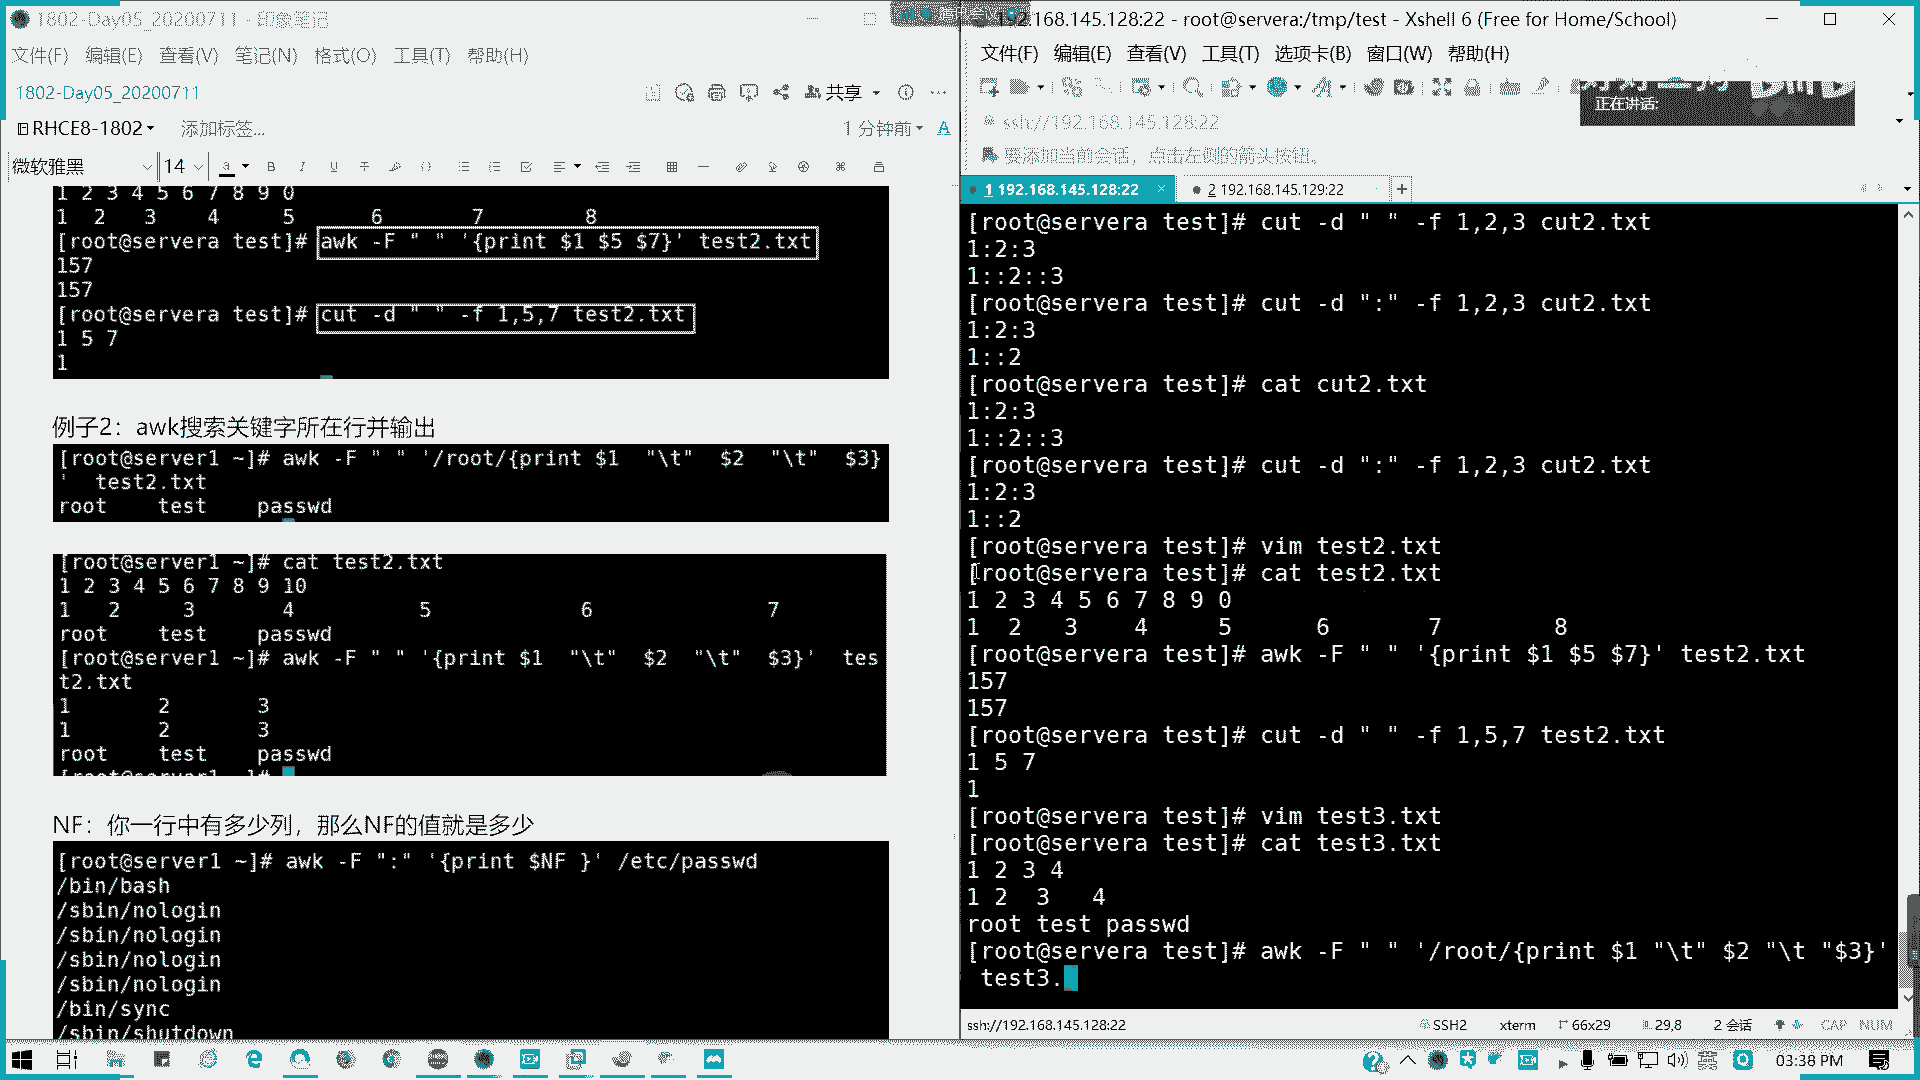 1802-Day05_20200711 - 印象笔记
文件(F) 编辑(E) 查看(V) 笔记(N) 格式(O) 工具(T) 帮助(H)
1802-Day05_20200711
共享
RHCE8-1802
添加标签...
1 分钟前
微软雅黑 14
1 2 3 4 5 6 7 8 9 0
1 2 3 4 5 6 7 8
[root@servera test]# awk -F " " '{print $1 $5 $7}' test2.txt
157
157
[root@servera test]# cut -d " " -f 1,5,7 test2.txt
1 5 7
1
例子2：awk搜索关键字所在行并输出
[root@server1 ~]# awk -F " " '/root/{print $1 "\t" $2 "\t" $3}
' test2.txt
root test passwd
[root@server1 ~]# cat test2.txt
1 2 3 4 5 6 7 8 9 10
1 2 3 4 5 6 7
root test passwd
[root@server1 ~]# awk -F " " '{print $1 "\t" $2 "\t" $3}' tes
t2.txt
1 2 3
1 2 3
root test passwd
[root@server1 ~]#
NF：你一行中有多少列，那么NF的值就是多少
[root@server1 ~]# awk -F ":" '{print $NF }' /etc/passwd
/bin/bash
/sbin/nologin
/sbin/nologin
/sbin/nologin
/sbin/nologin
/bin/sync
/sbin/shutdown
192.168.145.128:22 - root@servera:/tmp/test - Xshell 6 (Free for Home/School)
文件(F) 编辑(E) 查看(V) 工具(T) 选项卡(B) 窗口(W) 帮助(H)
正在讲话:
ssh://192.168.145.128:22
要添加当前会话，点击左侧的箭头按钮。
1 192.168.145.128:22
2 192.168.145.129:22
[root@servera test]# cut -d " " -f 1,2,3 cut2.txt
1:2:3
1::2::3
[root@servera test]# cut -d ":" -f 1,2,3 cut2.txt
1:2:3
1::2
[root@servera test]# cat cut2.txt
1:2:3
1::2::3
[root@servera test]# cut -d ":" -f 1,2,3 cut2.txt
1:2:3
1::2
[root@servera test]# vim test2.txt
[root@servera test]# cat test2.txt
1 2 3 4 5 6 7 8 9 0
1 2 3 4 5 6 7 8
[root@servera test]# awk -F " " '{print $1 $5 $7}' test2.txt
157
157
[root@servera test]# cut -d " " -f 1,5,7 test2.txt
1 5 7
1
[root@servera test]# vim test3.txt
[root@servera test]# cat test3.txt
1 2 3 4
1 2 3 4
root test passwd
[root@servera test]# awk -F " " '/root/{print $1 "\t" $2 "\t "$3}'
test3.
ssh://192.168.145.128:22 SSH2 xterm 66x29 29,8 2 会话 CAP NUM
英
03:38 PM